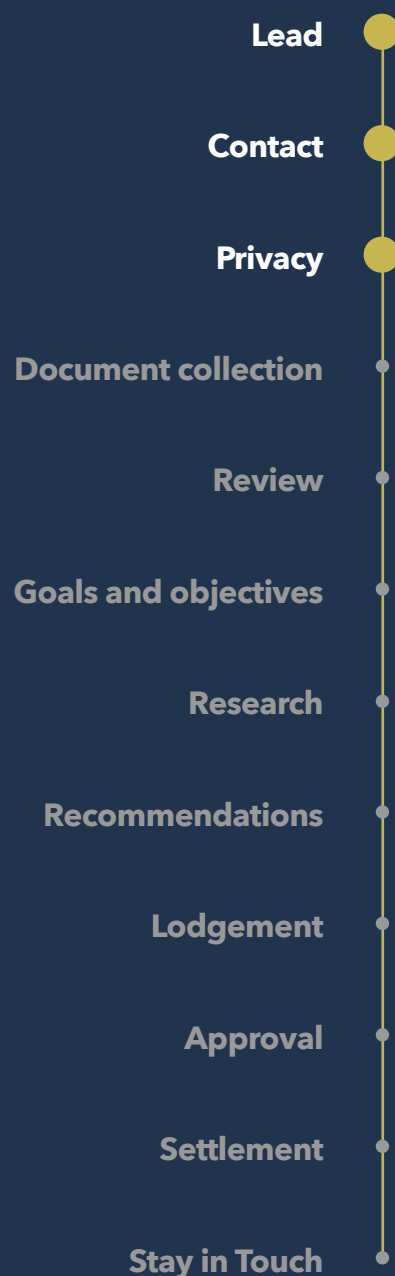 Lead
Contact
Privacy
Document collection
Review
Goals and objectives
Research
Recommendations
Lodgement
Approval
Settlement
Stay in Touch